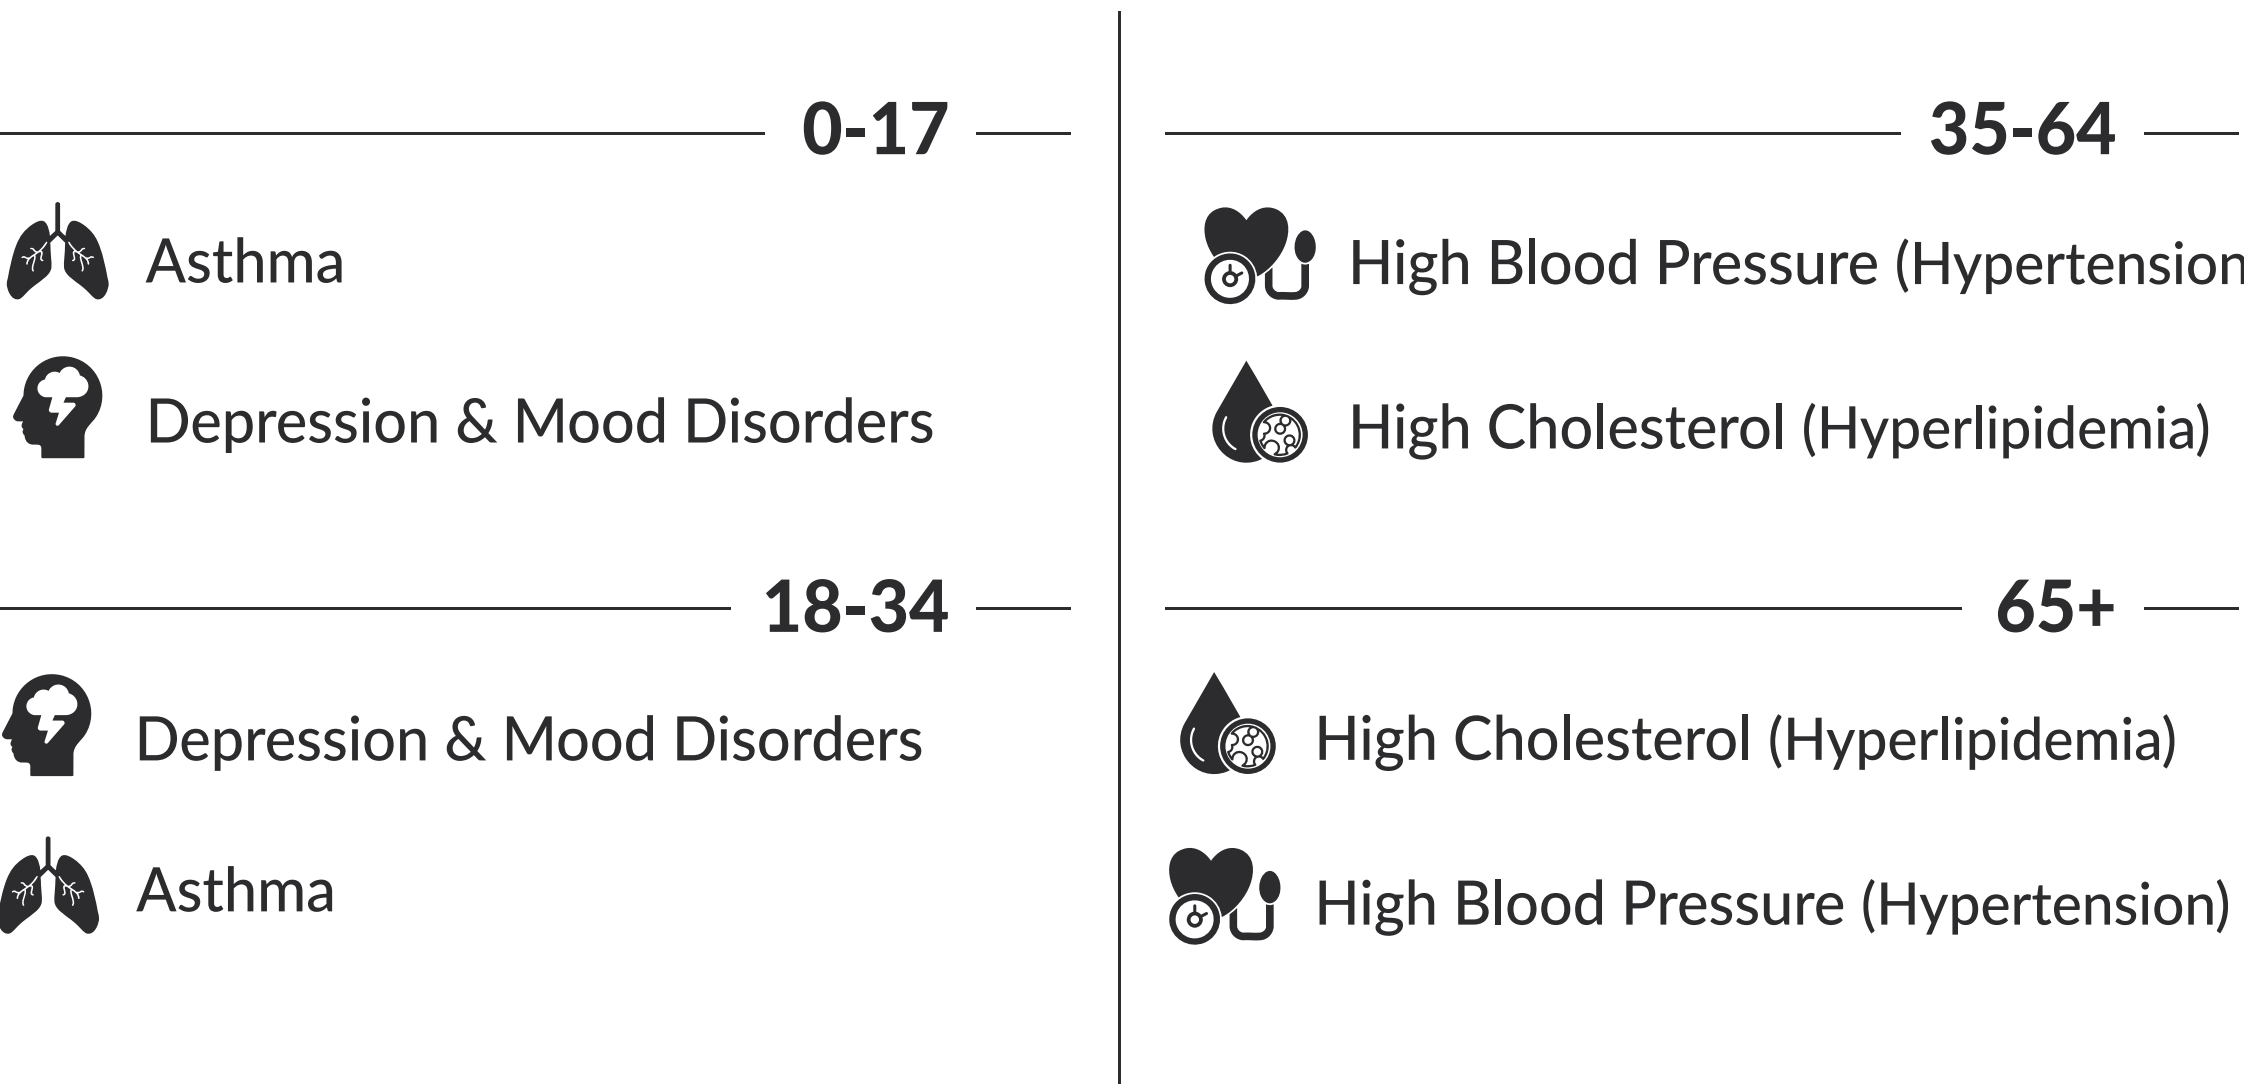 0-17
Asthma
Depression & Mood Disorders
18-34
Depression & Mood Disorders
Asthma
35-64
High Blood Pressure (Hypertension
High Cholesterol (Hyperlipidemia)
65+
High Cholesterol (Hyperlipidemia)
High Blood Pressure (Hypertension)